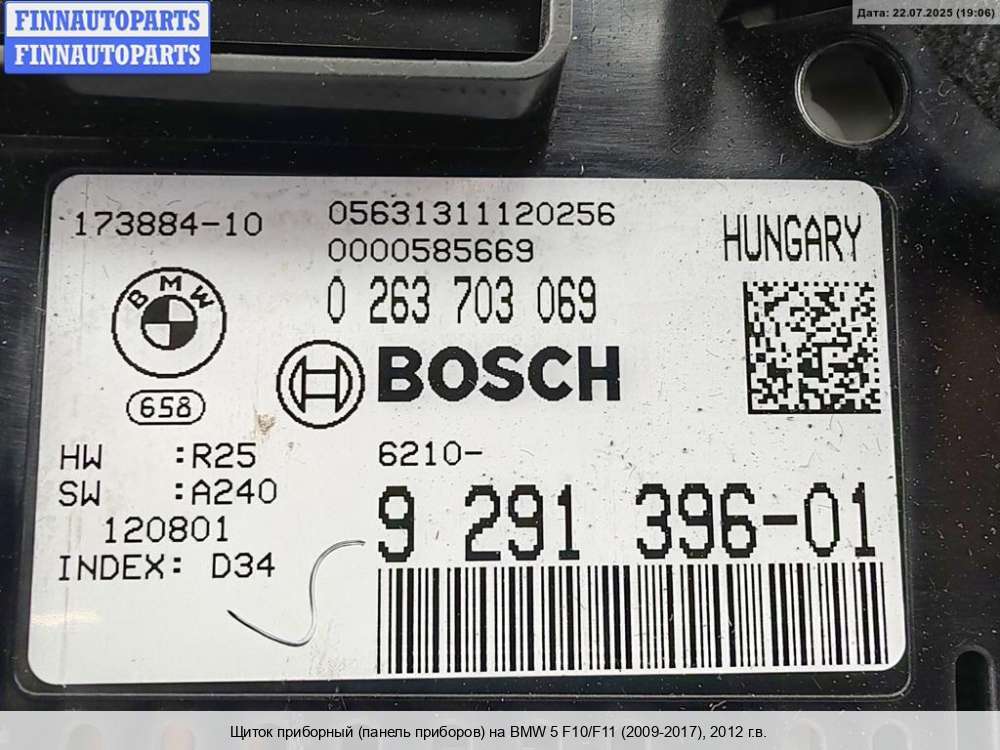 FINNAUTOPARTS
FINNAUTOPARTS
Дата: 22.07.2025 (19:06)
173884-10
05631311120256
0000585669
HUNGARY
0 263 703 069
BMW
BOSCH
658
HW :R25
6210-
SW :A240
9 291 396-01
120801
INDEX: D34
Щиток приборный (панель приборов) на BMW 5 F10/F11 (2009-2017), 2012 г.в.